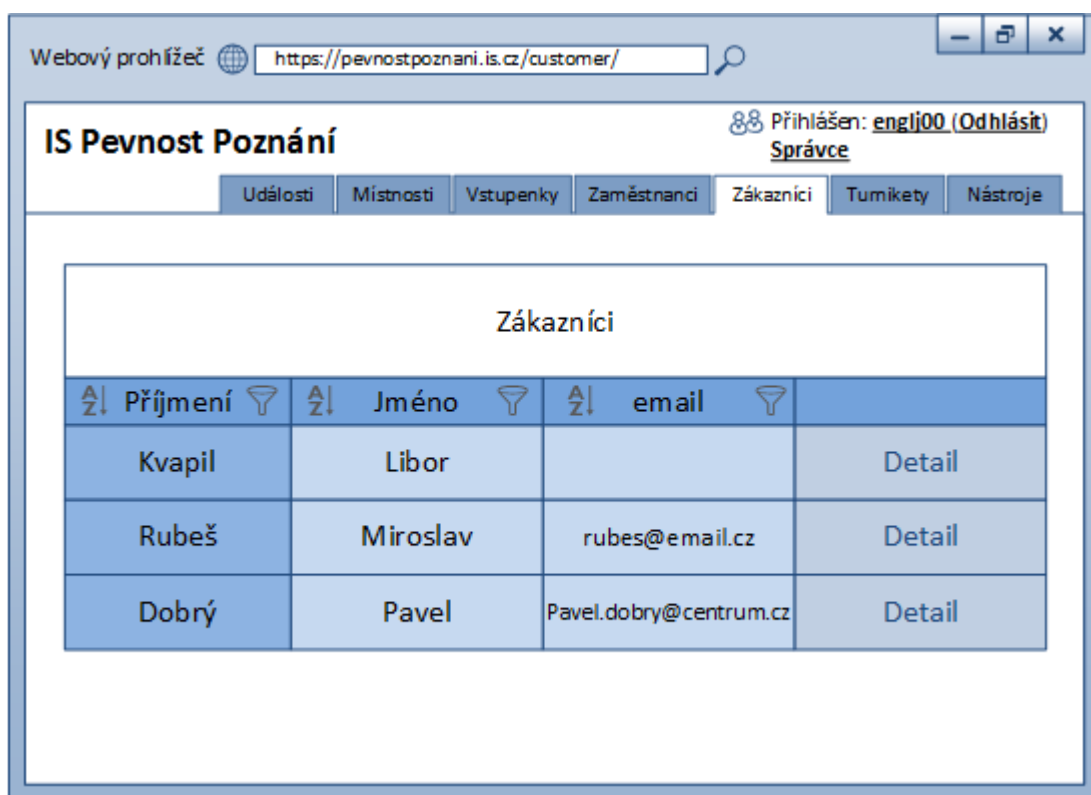 Webový prohlížeč https://pevnostpoznani.is.cz/customer/
IS Pevnost Poznání
Přihlášen: englj00 (Odhlásit)
Správce
Události Místnosti Vstupenky Zaměstnanci Zákazníci Turnikety Nástroje
Zákazníci
Příjmení Jméno email
Kvapil Libor Detail
Rubeš Miroslav rubes@email.cz Detail
Dobrý Pavel Pavel.dobry@centrum.cz Detail